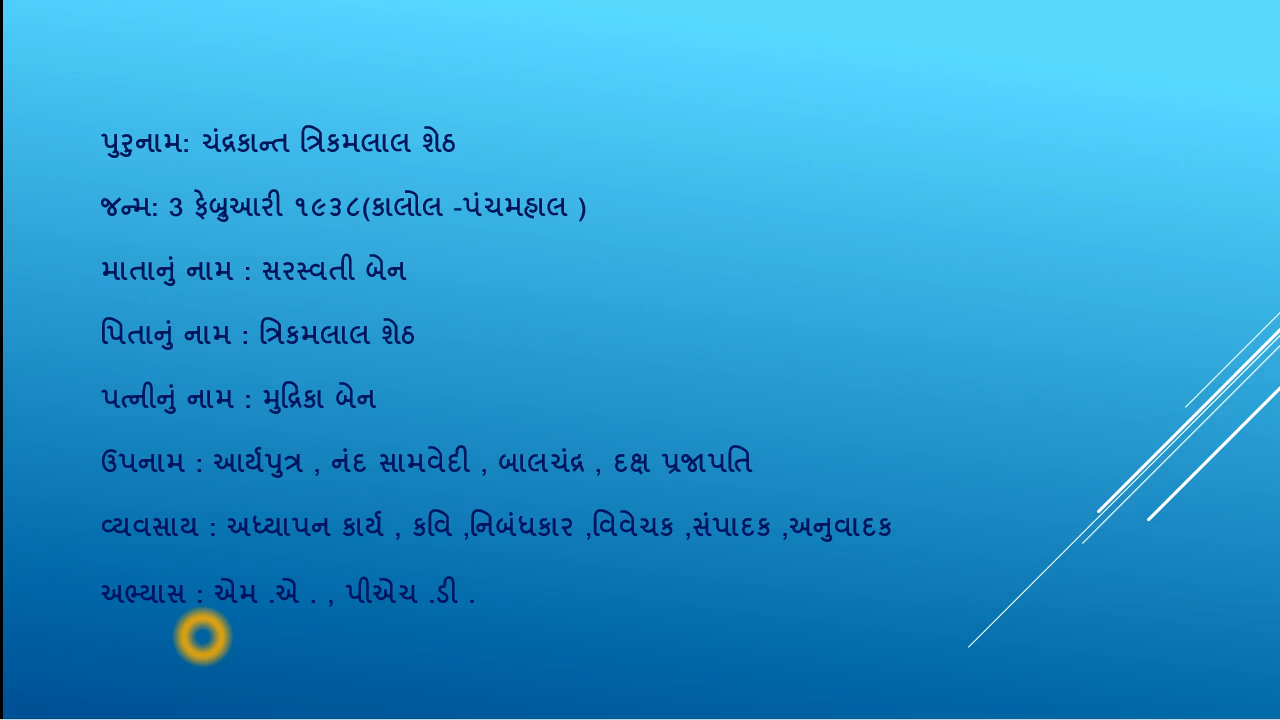 પુરુનામ: ચંદ્રકાન્ત ત્રિકમલાલ શેઠ
જન્મ: 3 ફેબ્રુઆરી ૧૯૩૮(કાલોલ -પંચમહાલ )
માતાનું નામ : સરસ્વતી બેન
પિતાનું નામ : ત્રિકમલાલ શેઠ
પત્નીનું નામ : મુદ્રિકા બેન
ઉપનામ : આર્યપુત્ર , નંદ સામવેદી , બાલચંદ્ર , દક્ષ પ્રજાપતિ
વ્યવસાય : અધ્યાપન કાર્ય , કવિ ,નિબંધકાર ,વિવેચક ,સંપાદક ,અનુવાદક
અભ્યાસ : એમ .એ . , પીએચ .ડી .